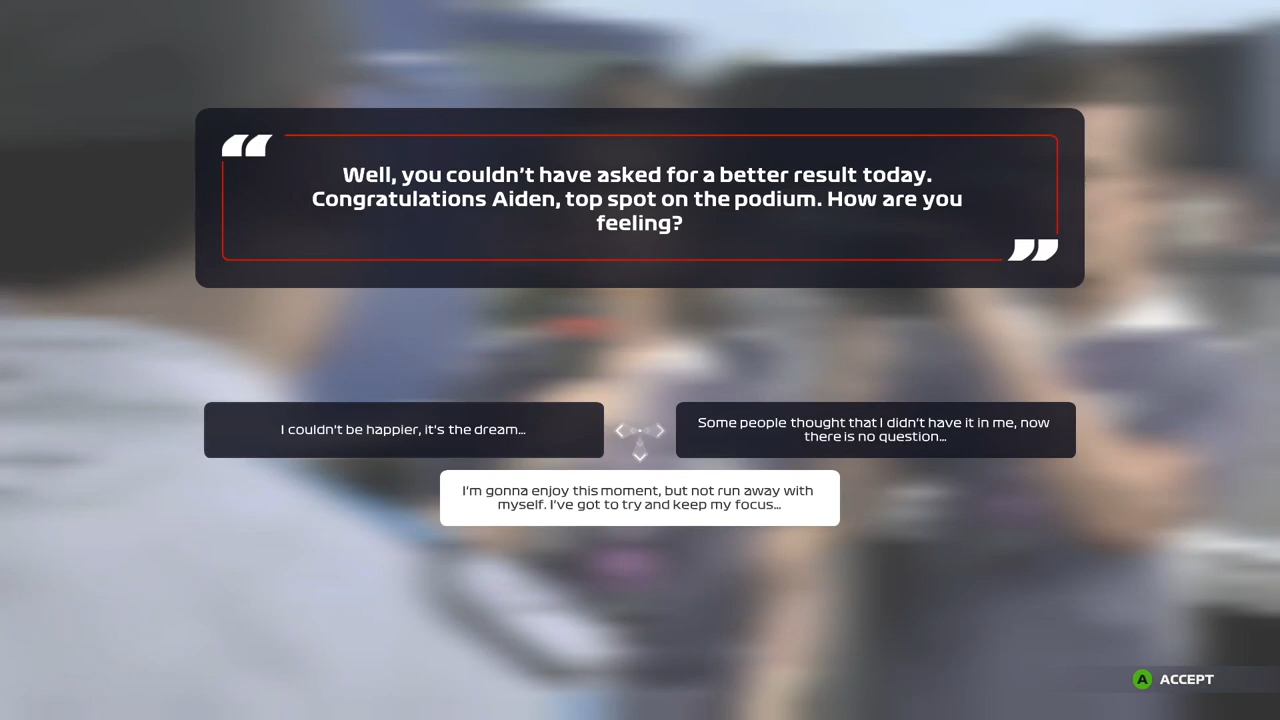 Well, you couldn't have asked for a better result today.
Congratulations Aiden, top spot on the podium. How are you
feeling?
I couldn't be happier, it's the dream...
Some people thought that I didn't have it in me, now
there is no question...
I'm gonna enjoy this moment, but not run away with
myself. I've got to try and keep my focus...
A ACCEPT